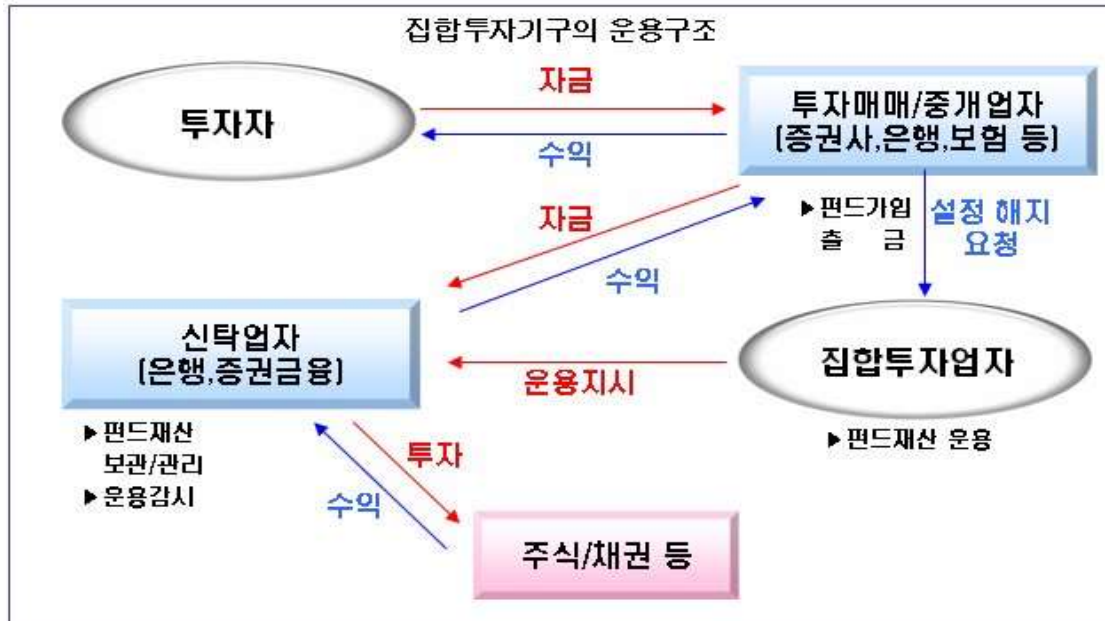 집합투자기구의 운용구조
자금
투자자
투자매매/중개업자
(증권사,은행,보험 등)
수익
자금
▶펀드가입
출 금
설정 해지
요청
수익
신탁업자
(은행,증권금융)
집합투자업자
운용지시
▶펀드재산
보관/관리
▶운용감시
투자
▶펀드재산 운용
수익
주식/채권 등